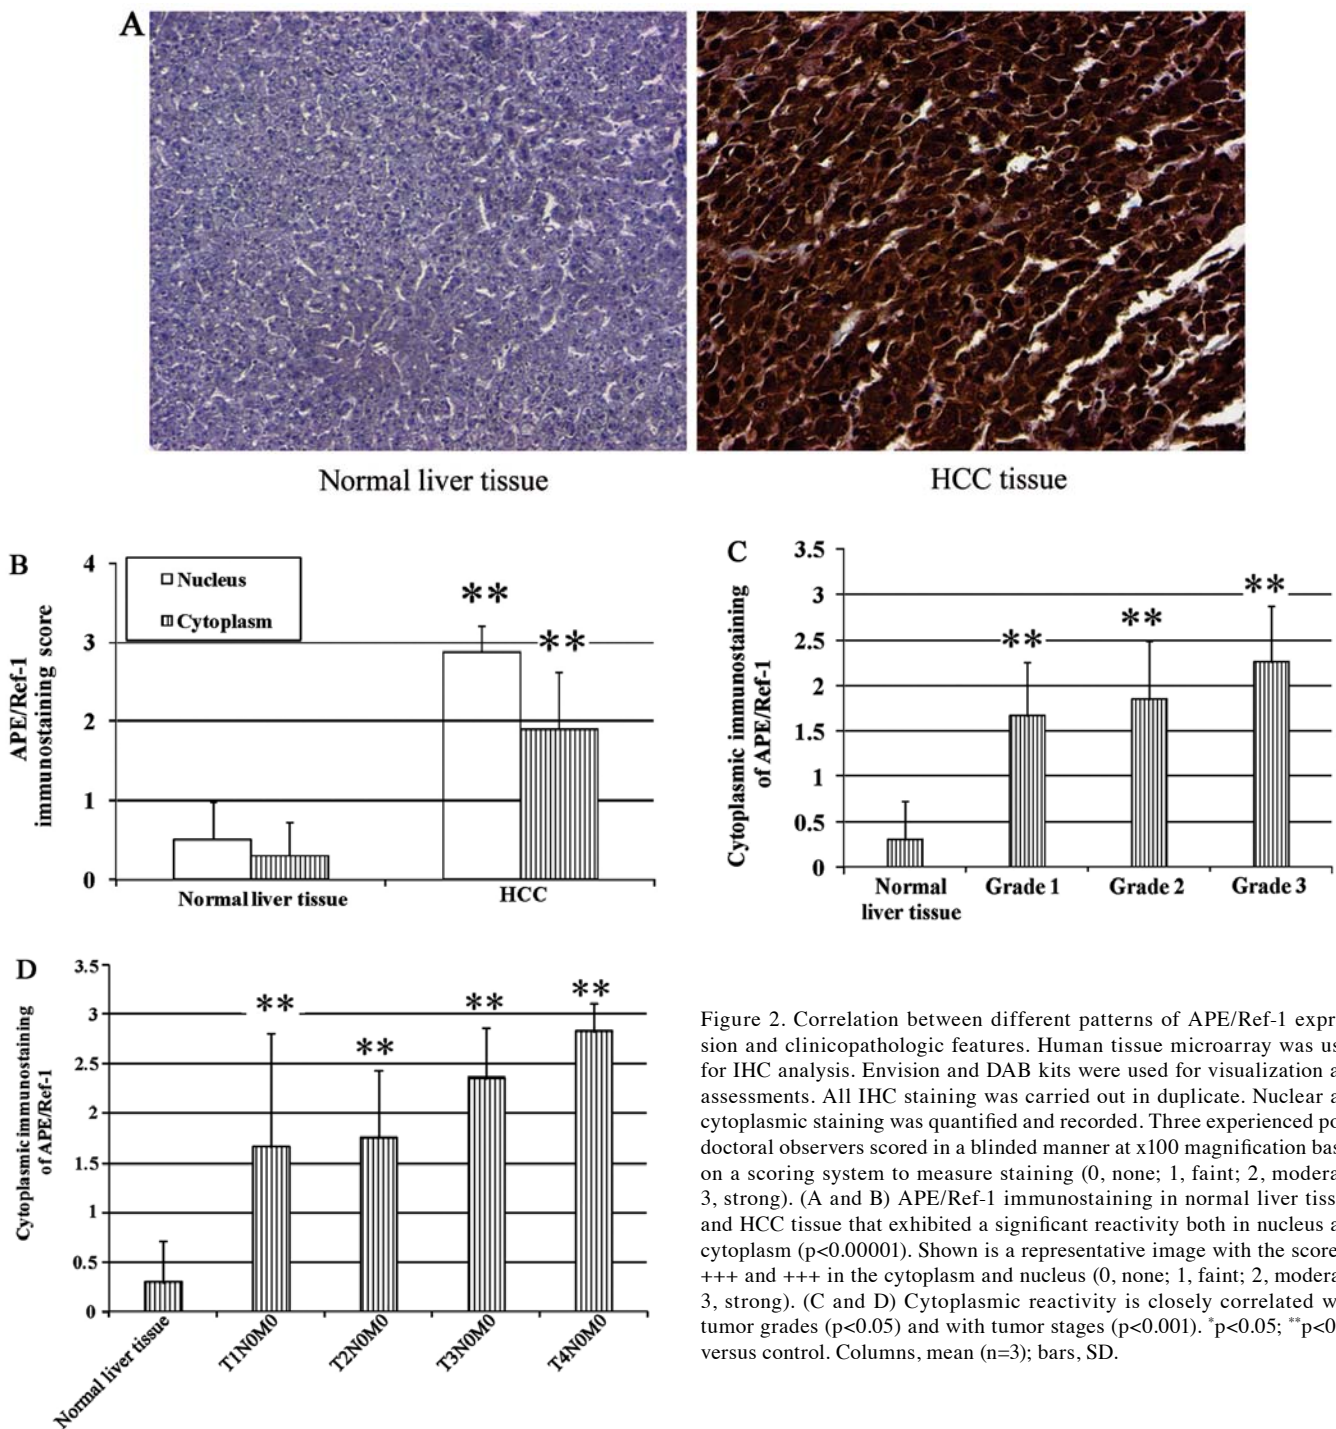 A
Normal liver tissue
HCC tissue
B
APE/Ref-1
immunostaining score
4
3
2
1
0
Nucleus
Cytoplasm
**
**
Normal liver tissue
HCC
C
Cytoplasmic immunostaining
of APE/Ref-1
3.5
3
2.5
2
1.5
1
0.5
0
**
**
**
Normal
liver tissue
Grade 1
Grade 2
Grade 3
D
Cytoplasmic immunostaining
of APE/Ref-1
3.5
3
2.5
2
1.5
1
0.5
0
**
**
**
**
Normal liver tissue
T1N0M0
T2N0M0
T3N0M0
T4N0M0
Figure 2. Correlation between different patterns of APE/Ref-1 expr
sion and clinicopathologic features. Human tissue microarray was us
for IHC analysis. Envision and DAB kits were used for visualization a
assessments. All IHC staining was carried out in duplicate. Nuclear a
cytoplasmic staining was quantified and recorded. Three experienced po
doctoral observers scored in a blinded manner at x100 magnification bas
on a scoring system to measure staining (0, none; 1, faint; 2, modera
3, strong). (A and B) APE/Ref-1 immunostaining in normal liver tiss
and HCC tissue that exhibited a significant reactivity both in nucleus a
cytoplasm (p<0.00001). Shown is a representative image with the score
+++ and +++ in the cytoplasm and nucleus (0, none; 1, faint; 2, modera
3, strong). (C and D) Cytoplasmic reactivity is closely correlated w
tumor grades (p<0.05) and with tumor stages (p<0.001). *p<0.05; **p<0
versus control. Columns, mean (n=3); bars, SD.